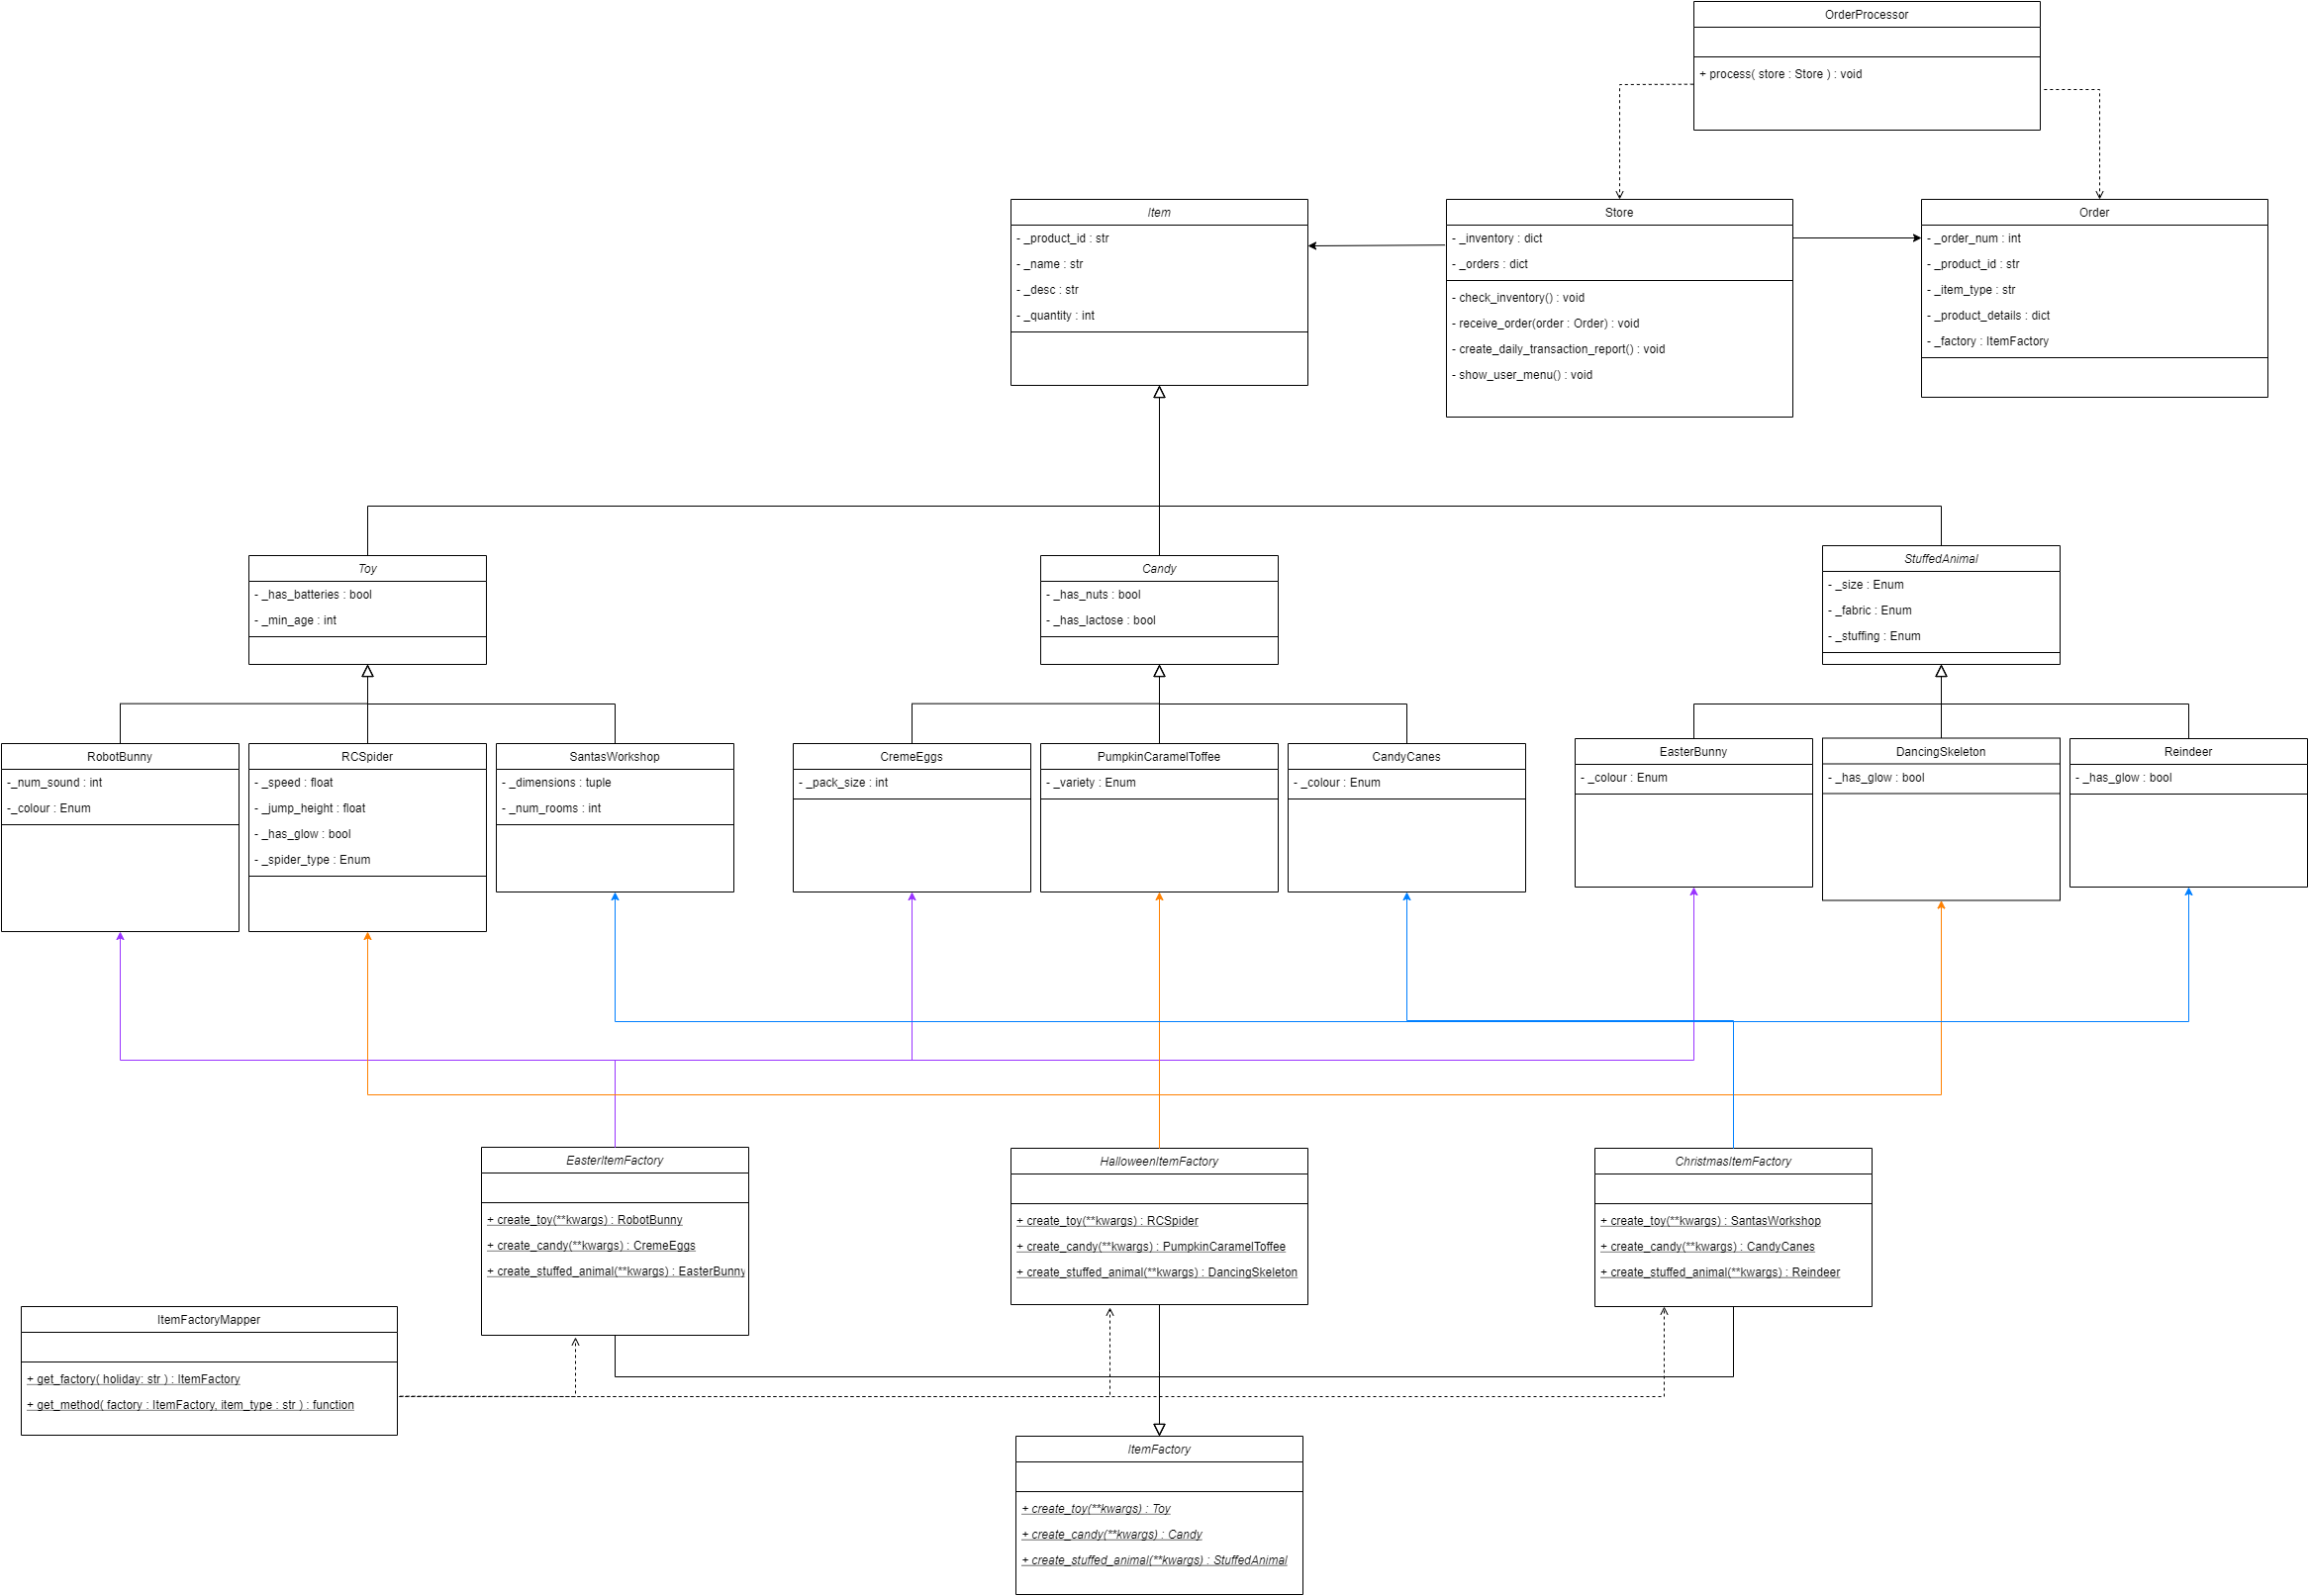 OrderProcessor
+ process( store : Store ) : void
Item
- _product_id : str
- _name : str
- _desc : str
- _quantity : int
Store
- _inventory : dict
- _orders : dict
- check_inventory() : void
- receive_order(order : Order) : void
- create_daily_transaction_report() : void
- show_user_menu() : void
Order
- _order_num : int
- _product_id : str
- _item_type : str
- _product_details : dict
- _factory : ItemFactory
Toy
- _has_batteries : bool
- _min_age : int
Candy
- _has_nuts : bool
- _has_lactose : bool
StuffedAnimal
- _size : Enum
- _fabric : Enum
- _stuffing : Enum
RobotBunny
-_num_sound : int
-_colour : Enum
RCSpider
- _speed : float
- _jump_height : float
- _has_glow : bool
- _spider_type : Enum
SantasWorkshop
- _dimensions : tuple
- _num_rooms : int
CremeEggs
- _pack_size : int
PumpkinCaramelToffee
- _variety : Enum
CandyCanes
- _colour : Enum
EasterBunny
- _colour : Enum
DancingSkeleton
- _has_glow : bool
Reindeer
- _has_glow : bool
EasterItemFactory
+ create_toy(**kwargs) : RobotBunny
+ create_candy(**kwargs) : CremeEggs
+ create_stuffed_animal(**kwargs) : EasterBunny
HalloweenItemFactory
+ create_toy(**kwargs) : RCSpider
+ create_candy(**kwargs) : PumpkinCaramelToffee
+ create_stuffed_animal(**kwargs) : DancingSkeleton
ChristmasItemFactory
+ create_toy(**kwargs) : SantasWorkshop
+ create_candy(**kwargs) : CandyCanes
+ create_stuffed_animal(**kwargs) : Reindeer
ItemFactoryMapper
+ get_factory( holiday: str ) : ItemFactory
+ get_method( factory : ItemFactory, item_type : str ) : function
ItemFactory
+ create_toy(**kwargs) : Toy
+ create_candy(**kwargs) : Candy
+ create_stuffed_animal(**kwargs) : StuffedAnimal